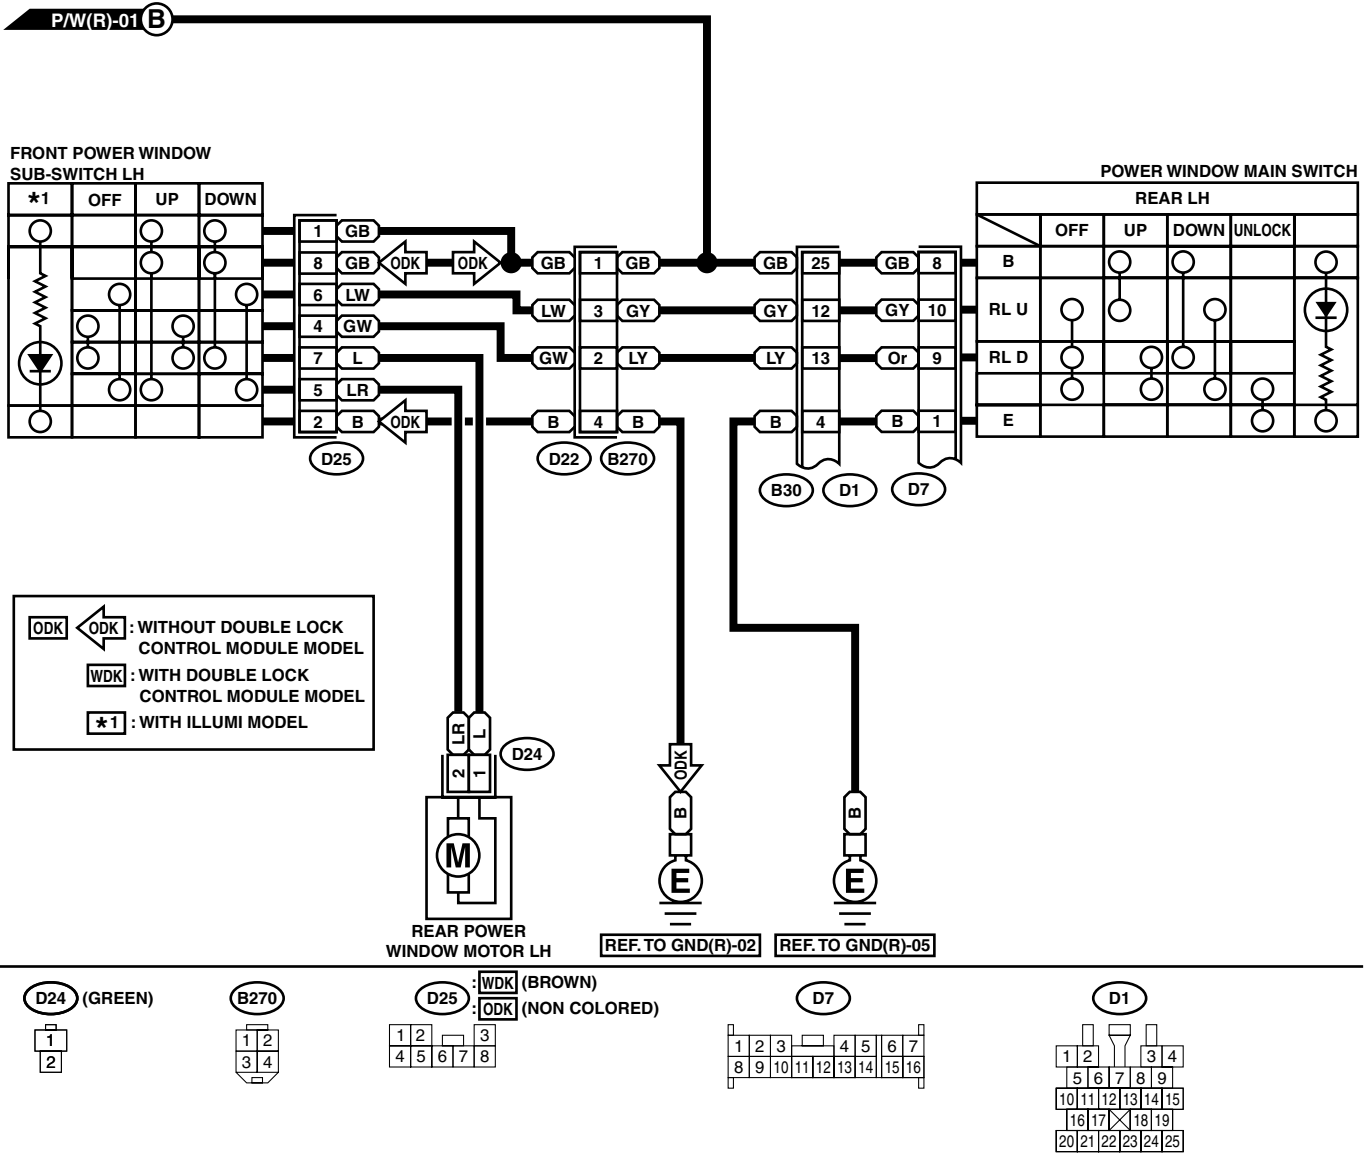 P/W(R)-01 B
FRONT POWER WINDOW
SUB-SWITCH LH
*1 OFF UP DOWN
1 GB
8 GB ODK ODK
6 LW
4 GW
7 L
5 LR
2 B ODK
D25
GB 1 GB
LW 3 GY
GW 2 LY
B 4 B
D22 B270
GB 25 GB 8
GY 12 GY 10
LY 13 Or 9
B 4 B 1
B30 D1 D7
POWER WINDOW MAIN SWITCH
REAR LH
OFF UP DOWN UNLOCK
B
RL U
RL D
E
ODK ODK : WITHOUT DOUBLE LOCK
CONTROL MODULE MODEL
WDK : WITH DOUBLE LOCK
CONTROL MODULE MODEL
*1 : WITH ILLUMI MODEL
LR L
2 1
D24
M
REAR POWER
WINDOW MOTOR LH
ODK
B
E
REF. TO GND(R)-02
B
E
REF. TO GND(R)-05
D24 (GREEN)
1
2
B270
1 2
3 4
D25 : WDK (BROWN)
: ODK (NON COLORED)
1 2 3
4 5 6 7 8
D7
1 2 3 4 5 6 7
8 9 10 11 12 13 14 15 16
D1
1 2 3 4
5 6 7 8 9
10 11 12 13 14 15
16 17 18 19
20 21 22 23 24 25